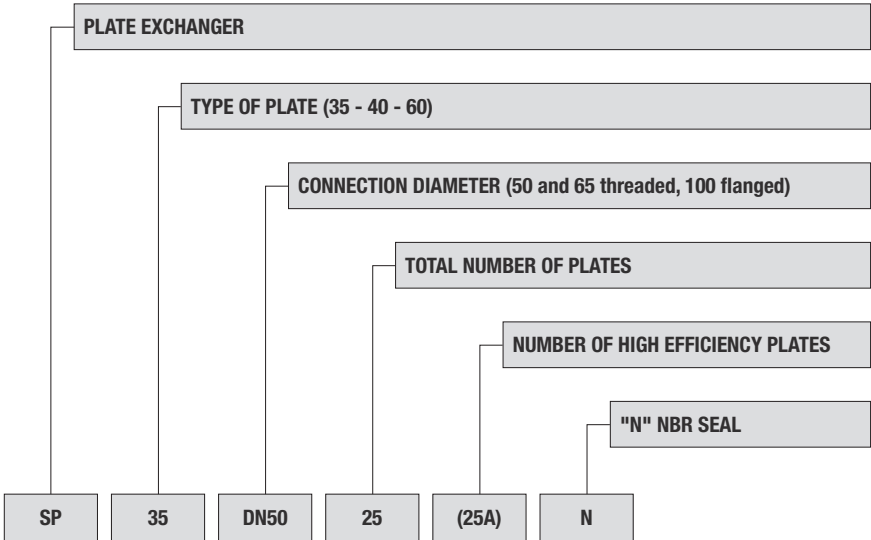 PLATE EXCHANGER
TYPE OF PLATE (35 - 40 - 60)
CONNECTION DIAMETER (50 and 65 threaded, 100 flanged)
TOTAL NUMBER OF PLATES
NUMBER OF HIGH EFFICIENCY PLATES
"N" NBR SEAL
SP 35 DN50 25 (25A) N